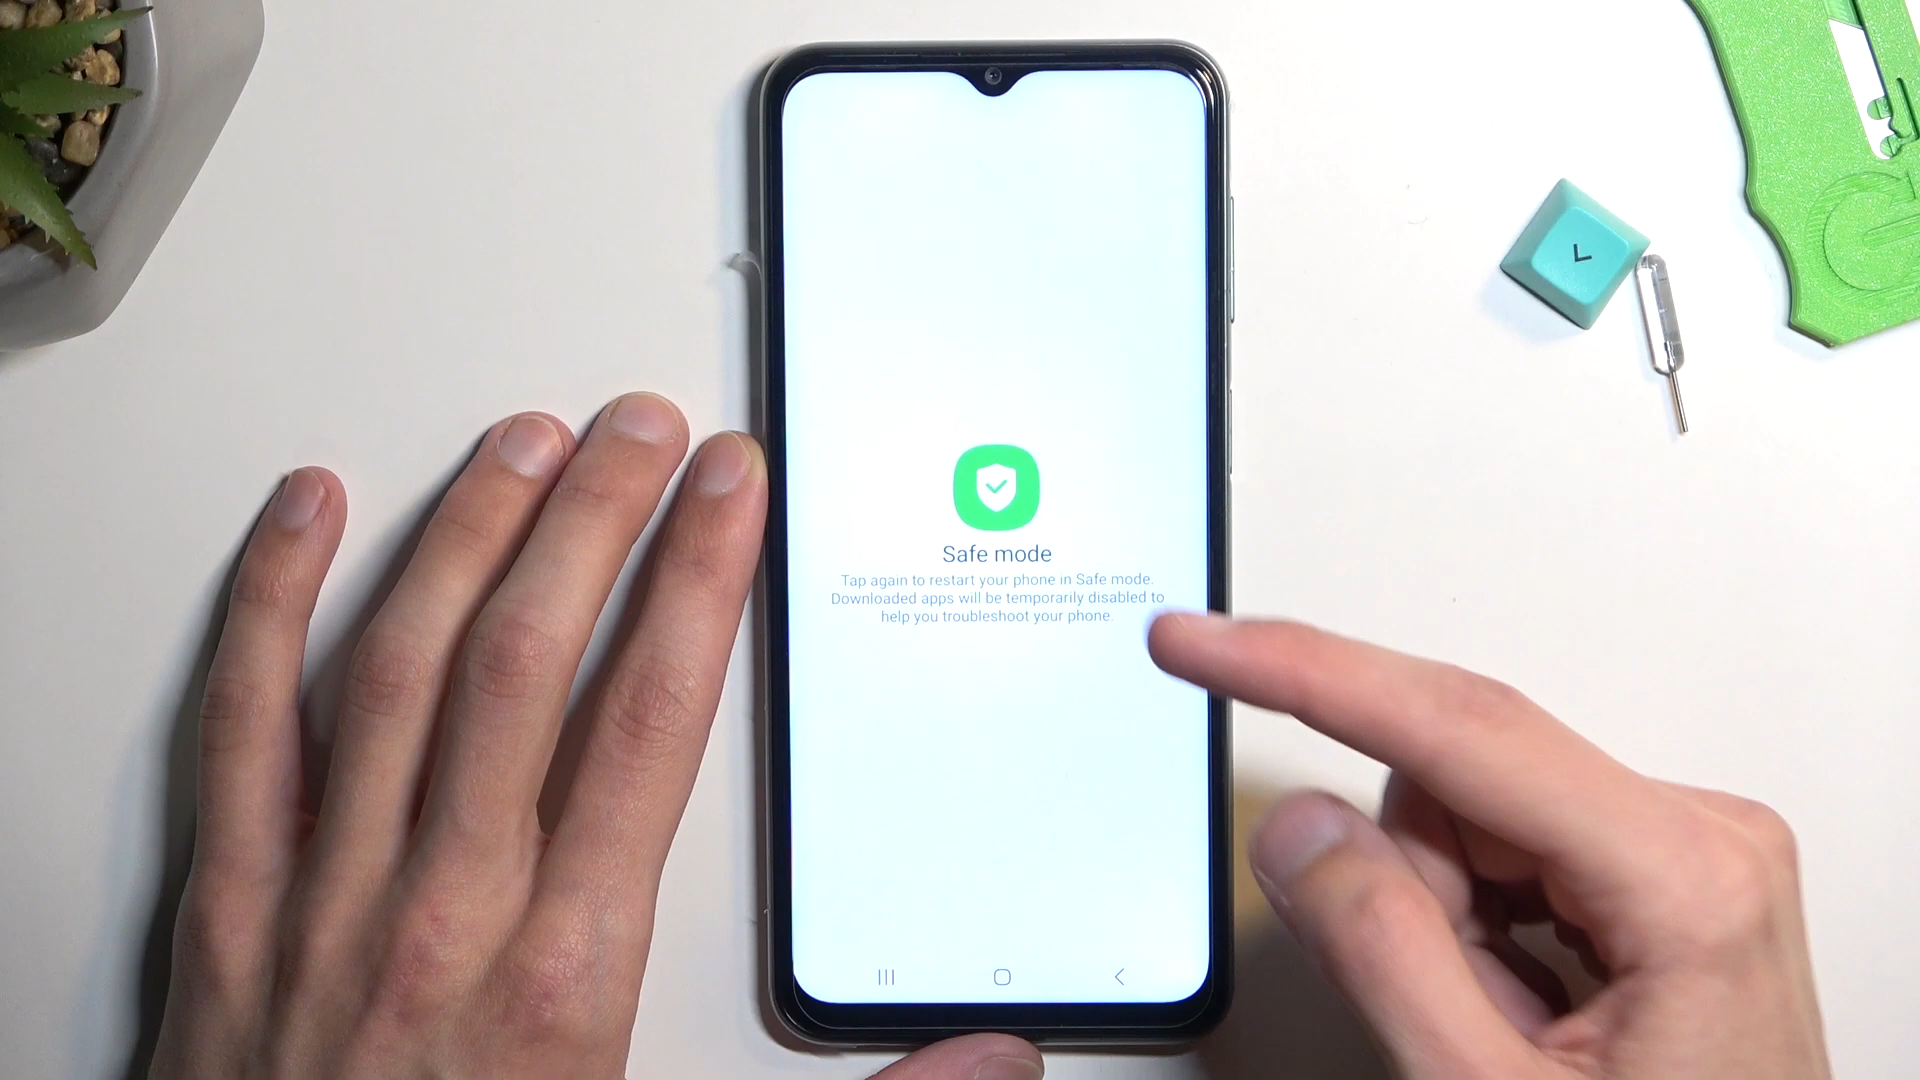 Safe mode
Tap again to restart your phone in Safe mode.
Downloaded apps will be temporarily disabled to
help you troubleshoot your phone.